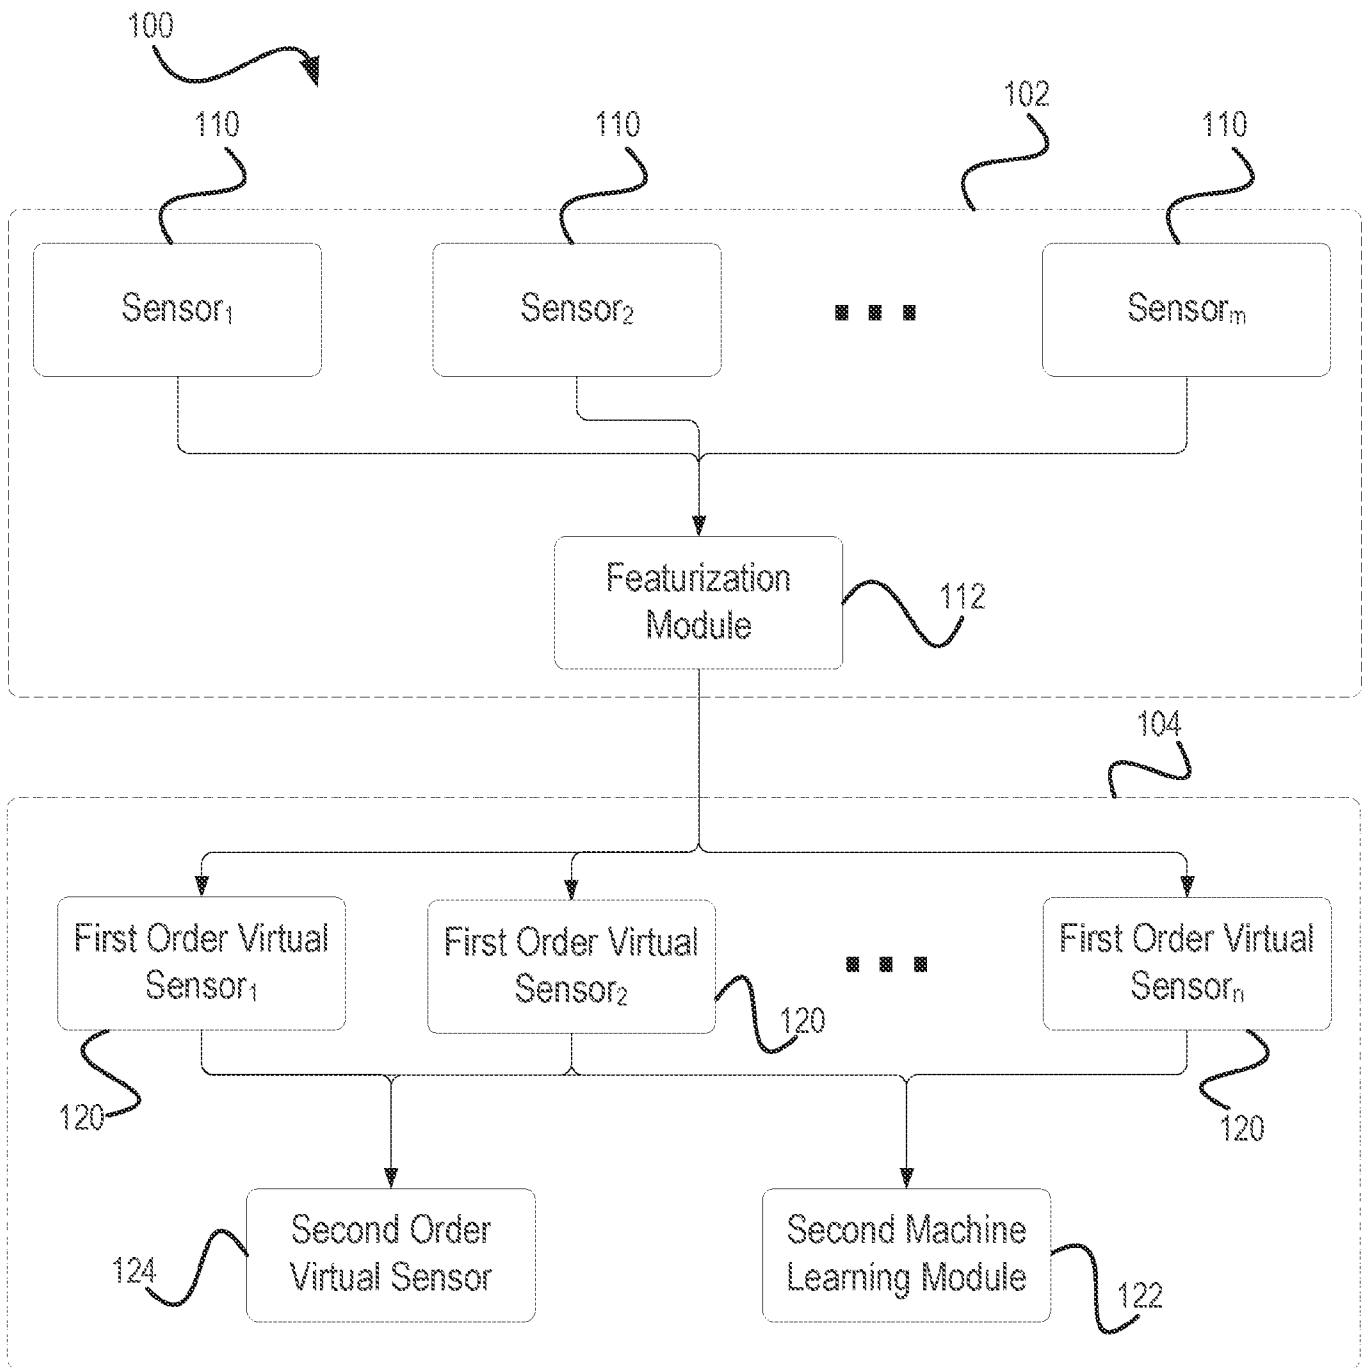 100
102
110
110
110
Sensor₁
Sensor₂
Sensorₘ
Featurization
Module
112
104
First Order Virtual
Sensor₁
First Order Virtual
Sensor₂
First Order Virtual
Sensorₙ
120
120
120
Second Order
Virtual Sensor
124
Second Machine
Learning Module
122